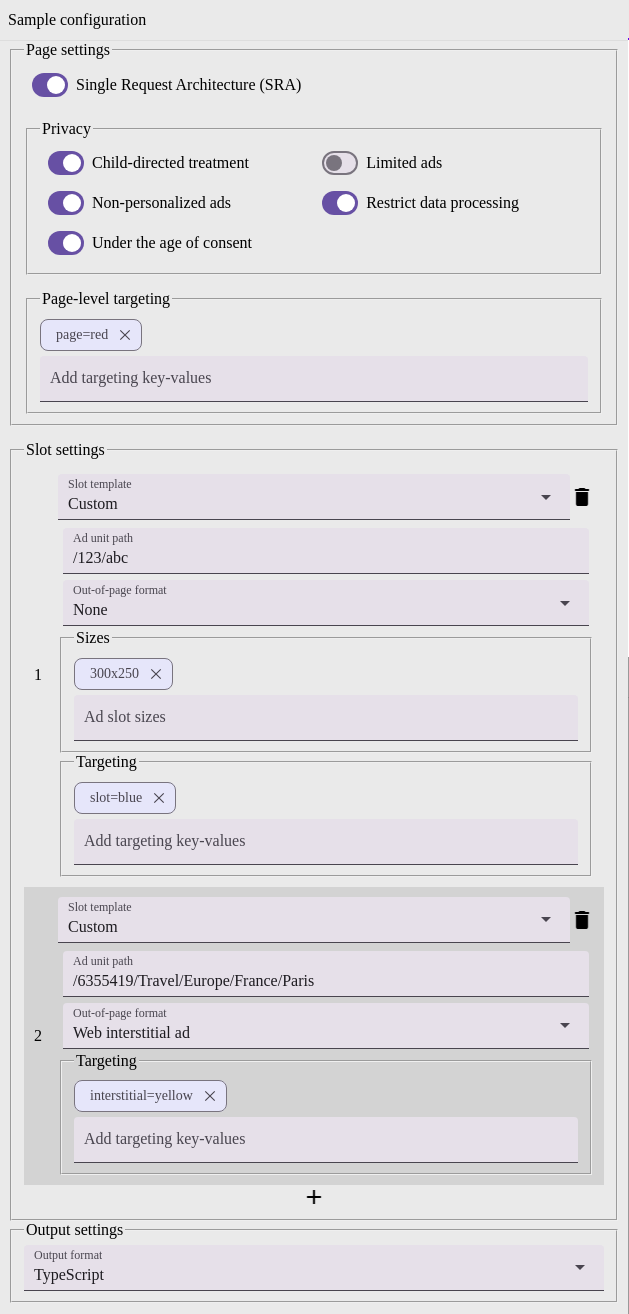 Sample configuration
Page settings
Single Request Architecture (SRA)
Privacy
Child-directed treatment
Limited ads
Non-personalized ads
Restrict data processing
Under the age of consent
Page-level targeting
page=red
Add targeting key-values
Slot settings
1
Slot template
Custom
Ad unit path
/123/abc
Out-of-page format
None
Sizes
300x250
Ad slot sizes
Targeting
slot=blue
Add targeting key-values
2
Slot template
Custom
Ad unit path
/6355419/Travel/Europe/France/Paris
Out-of-page format
Web interstitial ad
Targeting
interstitial=yellow
Add targeting key-values
Output settings
Output format
TypeScript